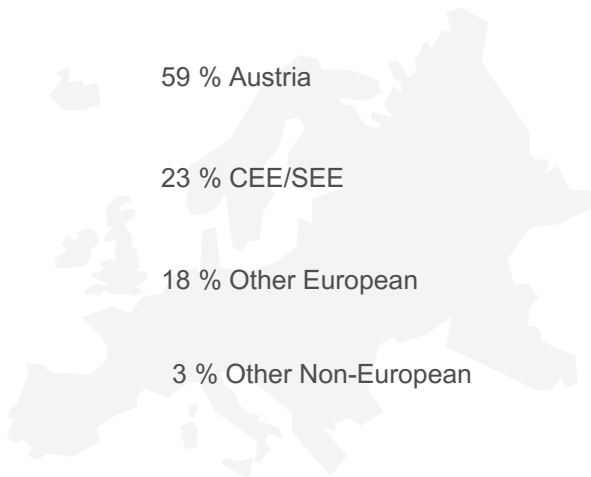 59 % Austria
23 % CEE/SEE
18 % Other European
3 % Other Non-European